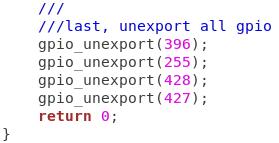 ///
///last, unexport all gpio
gpio_unexport(396);
gpio_unexport(255);
gpio_unexport(428);
gpio_unexport(427);
return 0;
}